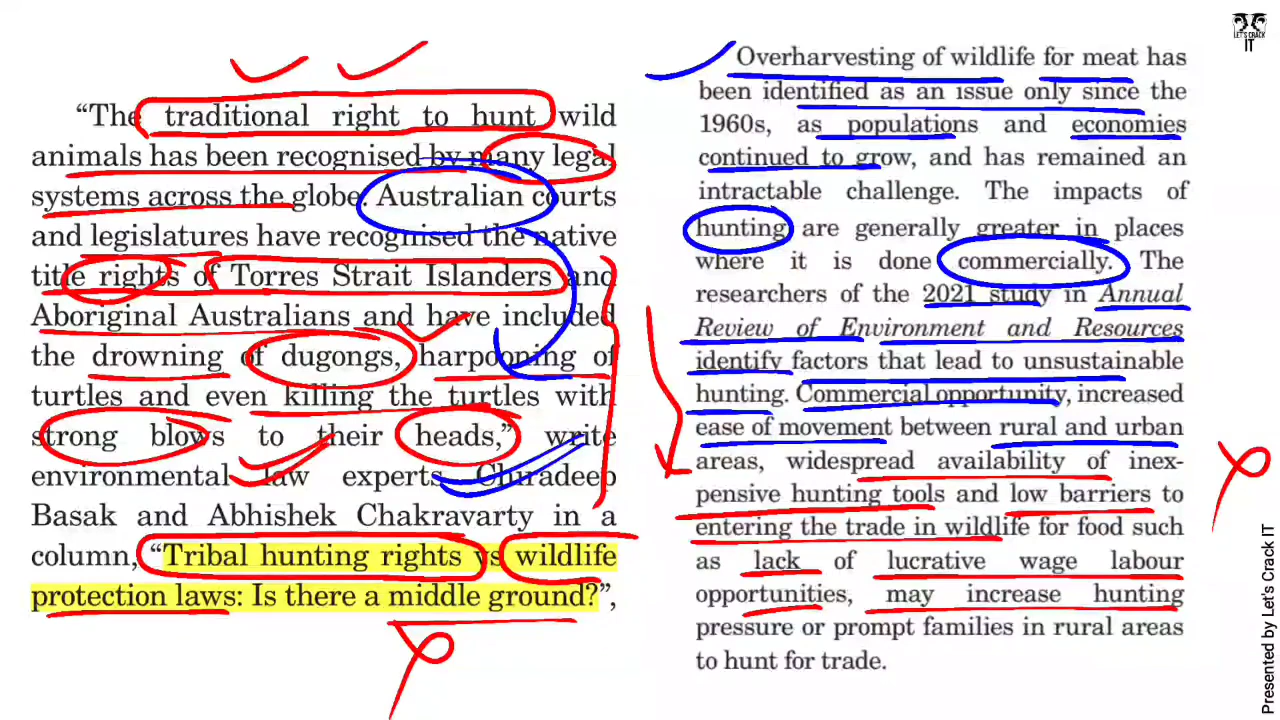 “The traditional right to hunt wild
animals has been recognised by many legal
systems across the globe. Australian courts
and legislatures have recognised the native
title rights of Torres Strait Islanders and
Aboriginal Australians and have included
the drowning of dugongs, harpooning of
turtles and even killing the turtles with
strong blows to their heads,” write
environmental law experts Chiradeep
Basak and Abhishek Chakravarty in a
column, “Tribal hunting rights vs wildlife
protection laws: Is there a middle ground?”,
Overharvesting of wildlife for meat has
been identified as an issue only since the
1960s, as populations and economies
continued to grow, and has remained an
intractable challenge. The impacts of
hunting are generally greater in places
where it is done commercially. The
researchers of the 2021 study in Annual
Review of Environment and Resources
identify factors that lead to unsustainable
hunting. Commercial opportunity, increased
ease of movement between rural and urban
areas, widespread availability of inex-
pensive hunting tools and low barriers to
entering the trade in wildlife for food such
as lack of lucrative wage labour
opportunities, may increase hunting
pressure or prompt families in rural areas
to hunt for trade.
LET'S CRACK
IT
Presented by Let's Crack IT